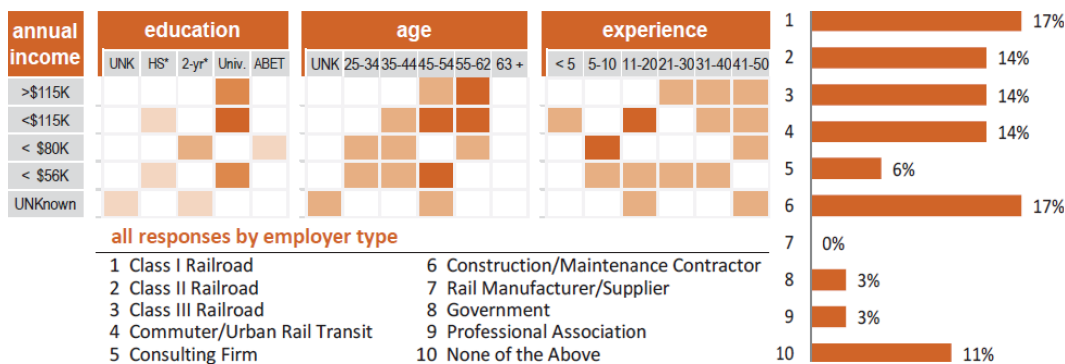 annual income
education
age
experience
UNK HS* 2-yr* Univ. ABET
UNK 25-34 35-44 45-54 55-62 63 +
< 5 5-10 11-20 21-30 31-40 41-50
>$115K
<$115K
< $80K
< $56K
UNKnown
all responses by employer type
1 Class I Railroad
2 Class II Railroad
3 Class III Railroad
4 Commuter/Urban Rail Transit
5 Consulting Firm
6 Construction/Maintenance Contractor
7 Rail Manufacturer/Supplier
8 Government
9 Professional Association
10 None of the Above
1 17%
2 14%
3 14%
4 14%
5 6%
6 17%
7 0%
8 3%
9 3%
10 11%